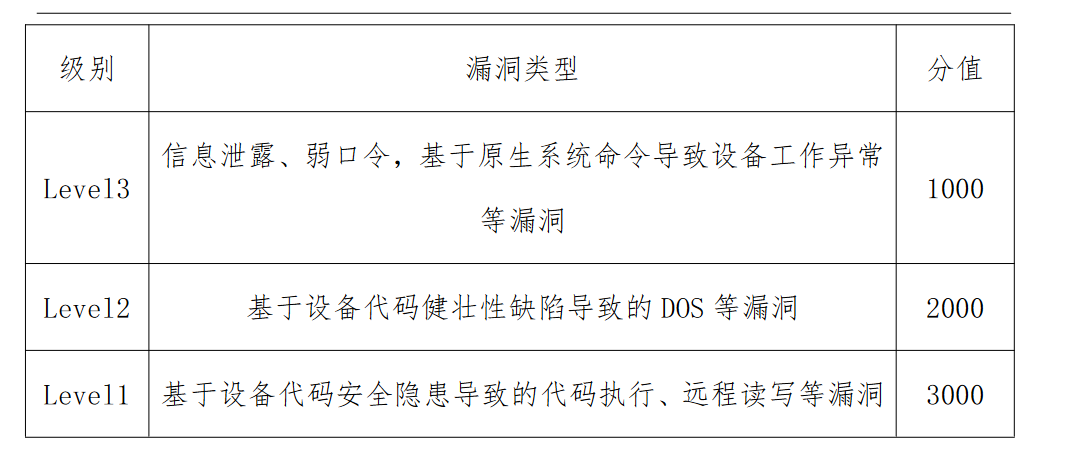 级别 漏洞类型 分值
信息泄露、弱口令，基于原生系统命令导致设备工作异常
Level3 1000
等漏洞
Level2 基于设备代码健壮性缺陷导致的 DOS 等漏洞 2000
Level1 基于设备代码安全隐患导致的代码执行、远程读写等漏洞 3000